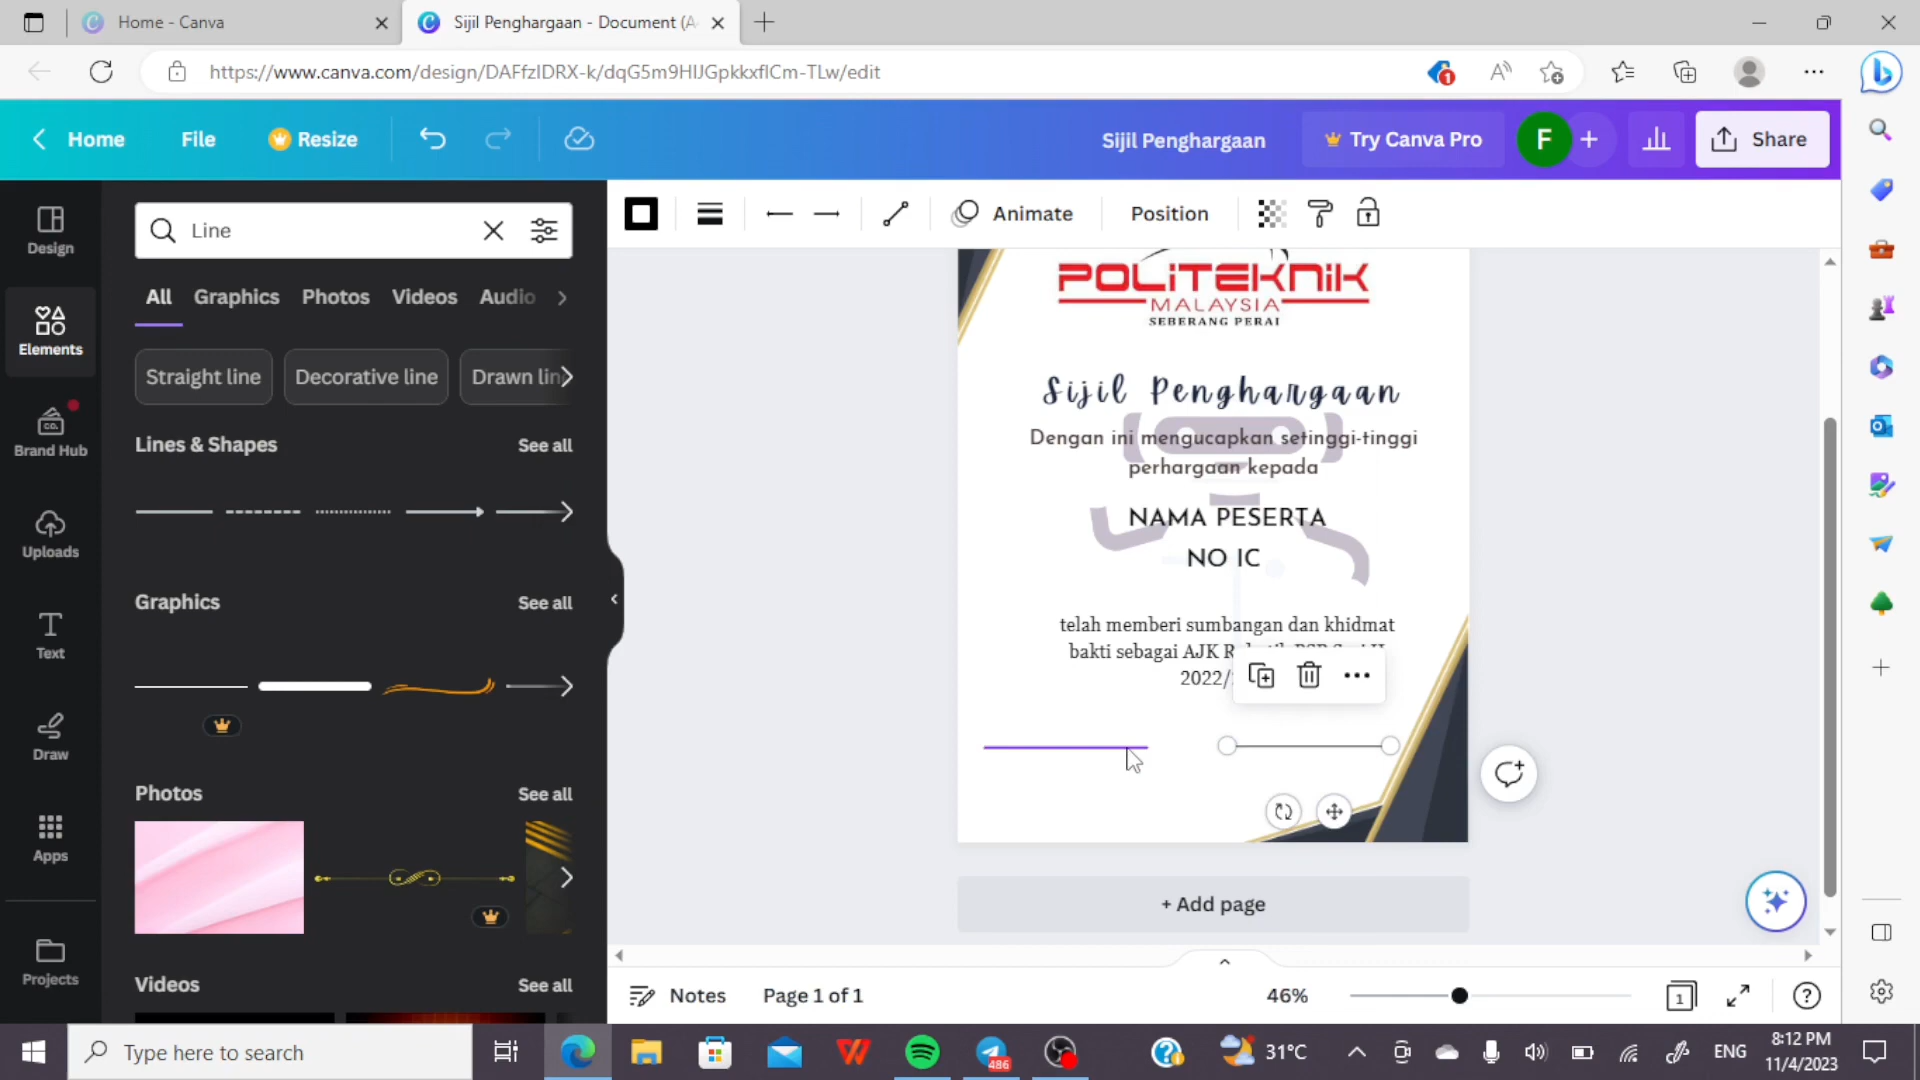 Home - Canva
Sijil Penghargaan - Document (A
https://www.canva.com/design/DAFfzIDRX-k/dqG5m9HIJGpkkxflCm-TLw/edit
1
Home
File
Resize
Sijil Penghargaan
Try Canva Pro
F
Share
Design
Elements
Brand Hub
CO.
Uploads
Text
Draw
Apps
Projects
Line
All
Graphics
Photos
Videos
Audio
Straight line
Decorative line
Drawn lin
Lines & Shapes
See all
Graphics
See all
Photos
See all
Videos
See all
Animate
Position
POLITEKNIK
MALAYSIA
SEBERANG PERAI
Sijil Penghargaan
Dengan ini mengucapkan setinggi-tinggi
perhargaan kepada
NAMA PESERTA
NO IC
telah memberi sumbangan dan khidmat
bakti sebagai AJK
2022/
+ Add page
Notes
Page 1 of 1
46%
1
Type here to search
486
31°C
ENG
8:12 PM
11/4/2023